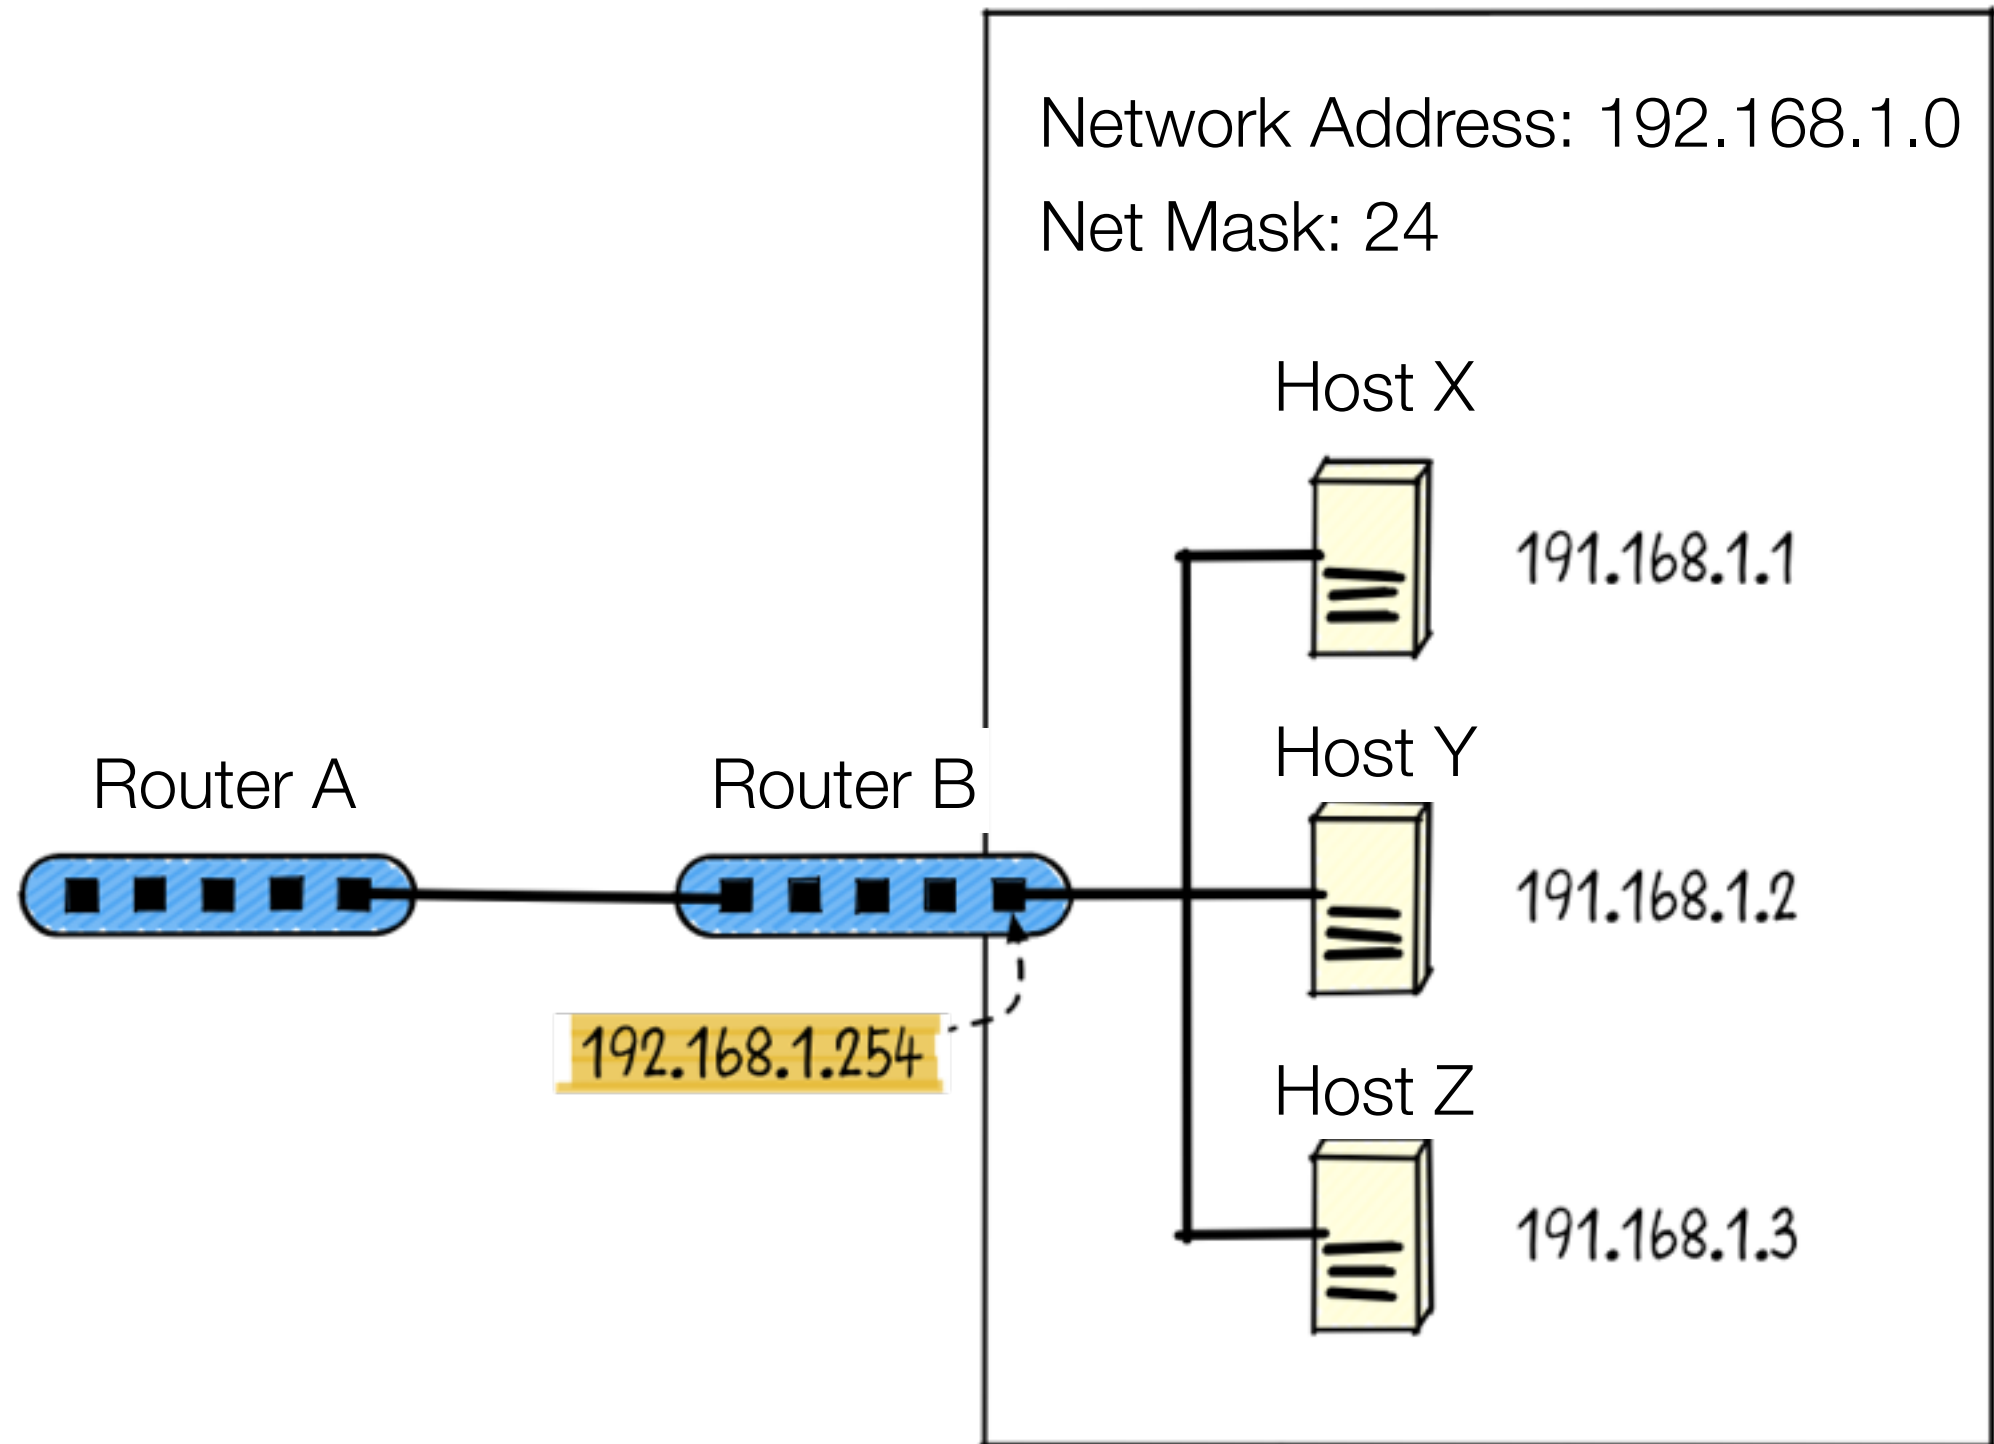 Network Address: 192.168.1.0
Net Mask: 24
Host X
191.168.1.1
Host Y
Router A
Router B
191.168.1.2
192.168.1.254
Host Z
191.168.1.3